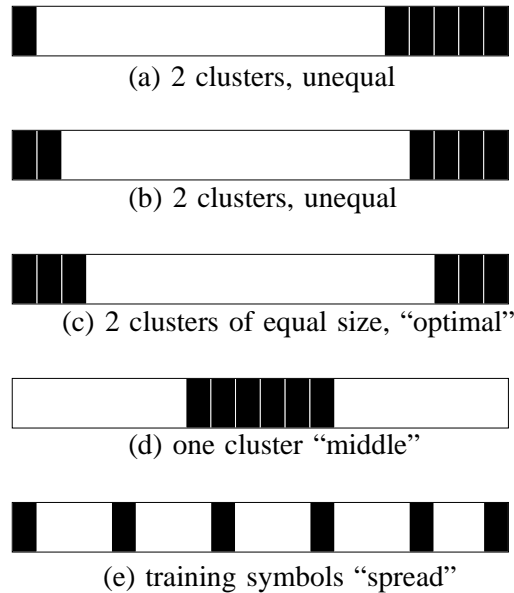 (a) 2 clusters, unequal
(b) 2 clusters, unequal
(c) 2 clusters of equal size, “optimal”
(d) one cluster “middle”
(e) training symbols “spread”